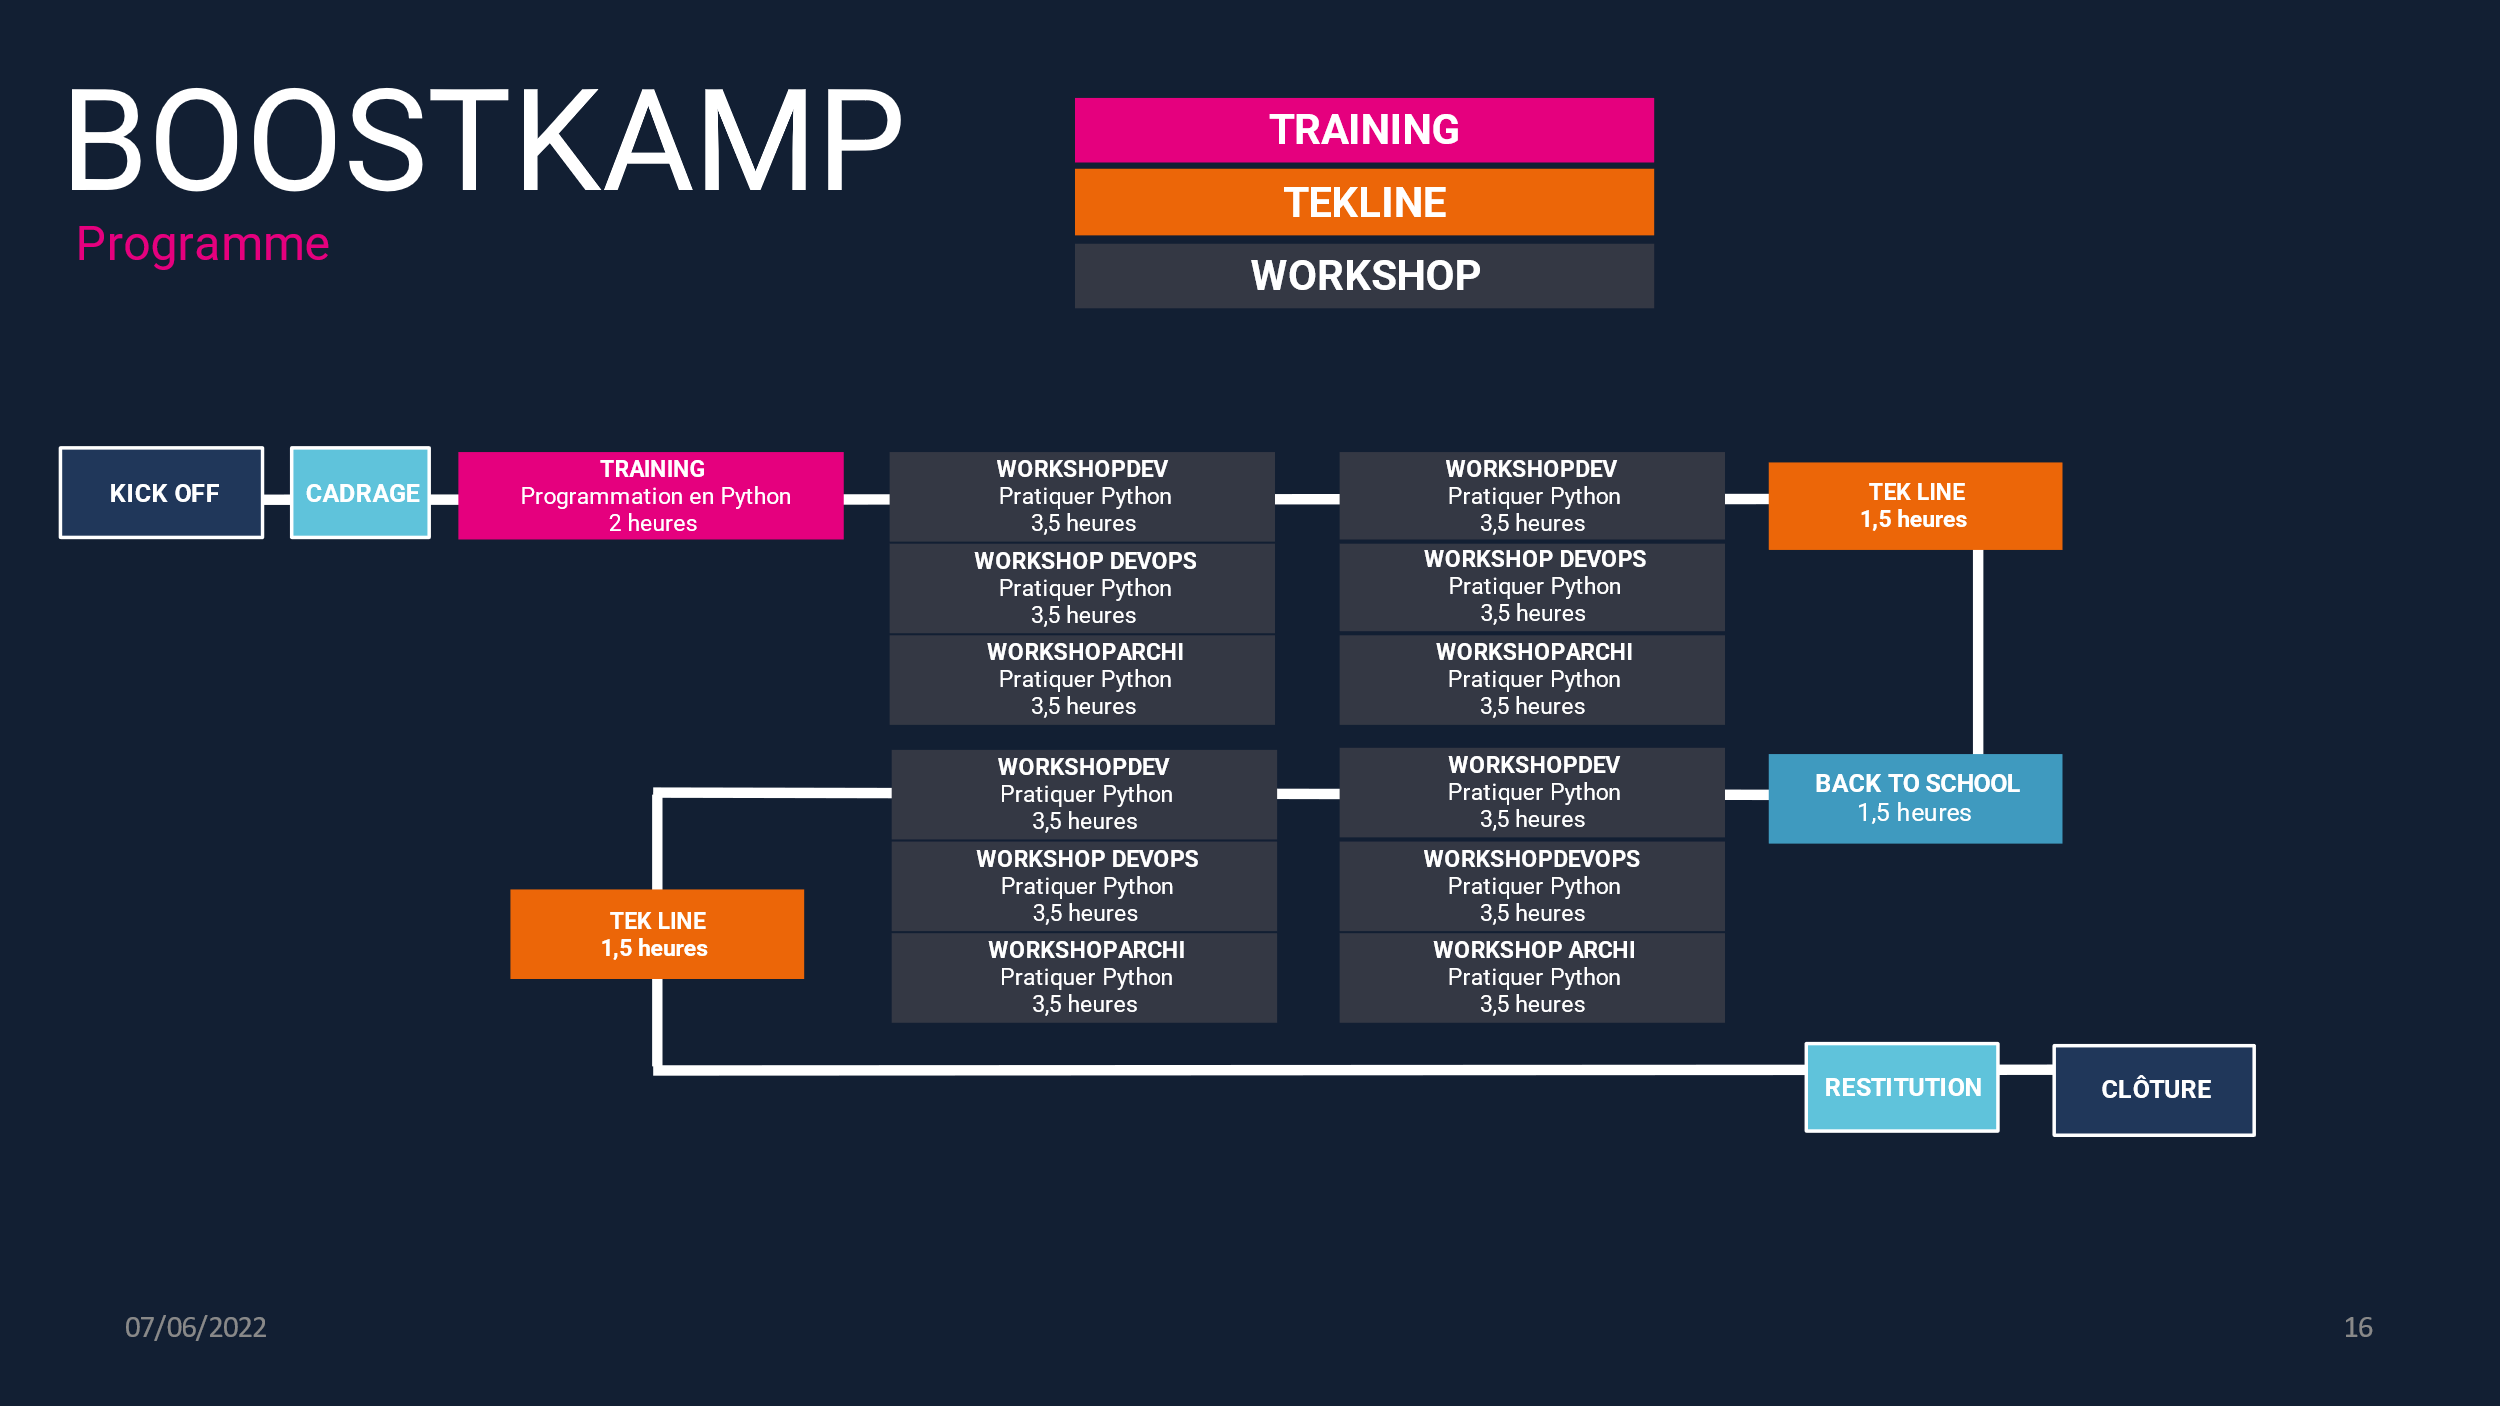 BOOSTKAMP
Programme
TRAINING
TEKLINE
WORKSHOP
KICK OFF
CADRAGE
TRAINING
Programmation en Python
2 heures
WORKSHOPDEV
Pratiquer Python
3,5 heures
WORKSHOP DEVOPS
Pratiquer Python
3,5 heures
WORKSHOPARCHI
Pratiquer Python
3,5 heures
WORKSHOPDEV
Pratiquer Python
3,5 heures
WORKSHOP DEVOPS
Pratiquer Python
3,5 heures
WORKSHOPARCHI
Pratiquer Python
3,5 heures
TEK LINE
1,5 heures
BACK TO SCHOOL
1,5 heures
WORKSHOPDEV
Pratiquer Python
3,5 heures
WORKSHOPDEVOPS
Pratiquer Python
3,5 heures
WORKSHOP ARCHI
Pratiquer Python
3,5 heures
WORKSHOPDEV
Pratiquer Python
3,5 heures
WORKSHOP DEVOPS
Pratiquer Python
3,5 heures
WORKSHOPARCHI
Pratiquer Python
3,5 heures
TEK LINE
1,5 heures
RESTITUTION
CLÔTURE
07/06/2022
16